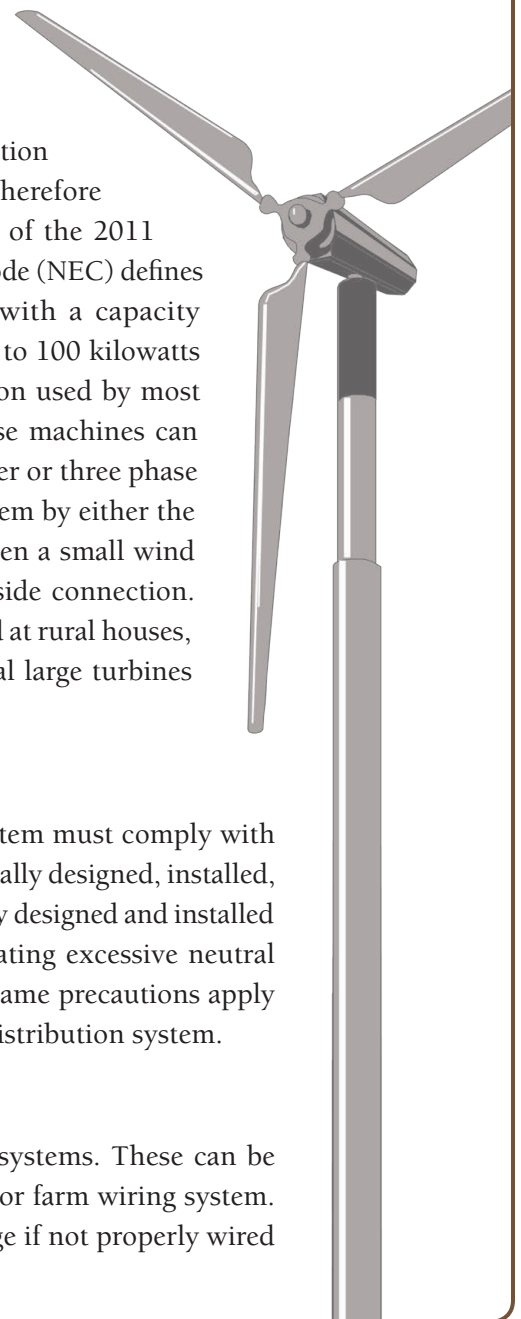 tion
herefore
of the 2011
ode (NEC) defines
with a capacity
to 100 kilowatts
on used by most
se machines can
er or three phase
em by either the
en a small wind
side connection.
d at rural houses,
al large turbines
tem must comply with
ally designed, installed,
y designed and installed
ating excessive neutral
ame precautions apply
istribution system.
systems. These can be
or farm wiring system.
ge if not properly wired